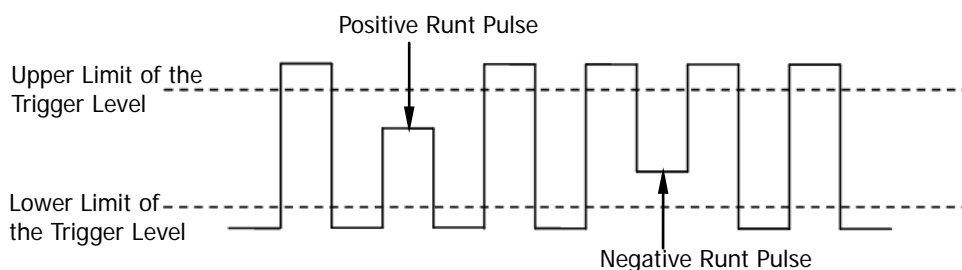 Positive Runt Pulse
Upper Limit of the
Trigger Level
Lower Limit of
the Trigger Level
Negative Runt Pulse